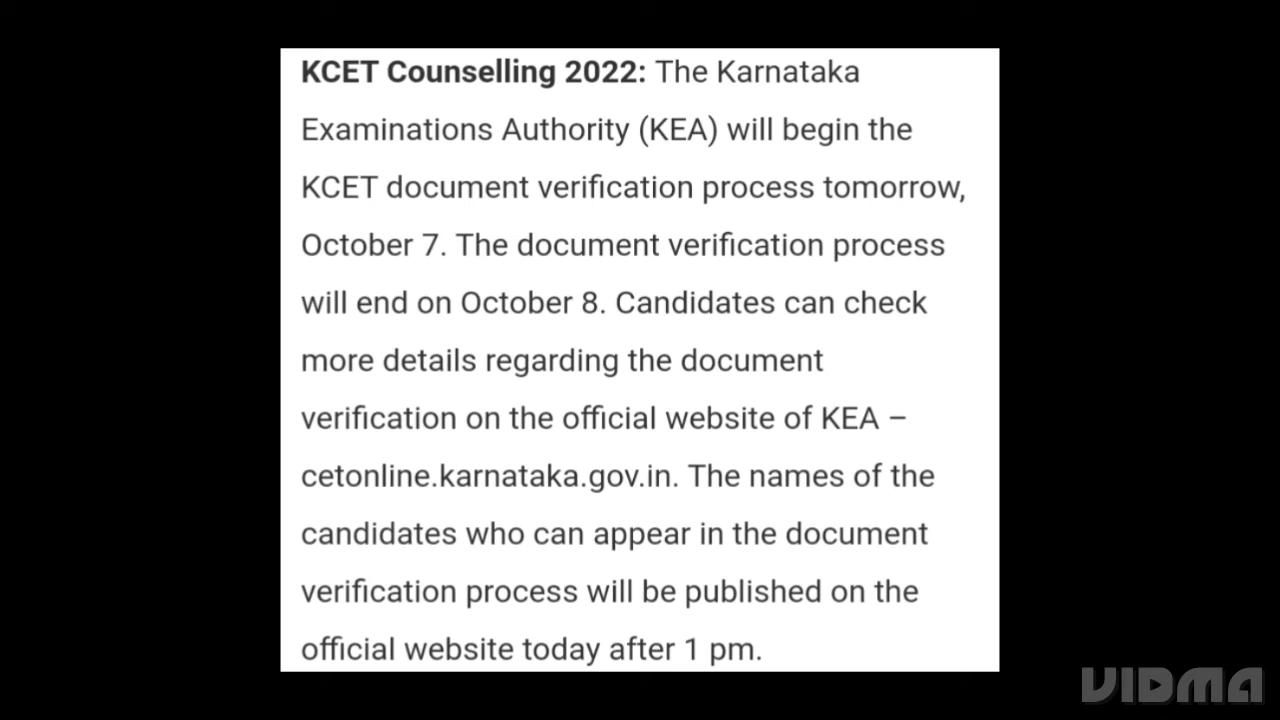 KCET Counselling 2022: The Karnataka
Examinations Authority (KEA) will begin the
KCET document verification process tomorrow,
October 7. The document verification process
will end on October 8. Candidates can check
more details regarding the document
verification on the official website of KEA –
cetonline.karnataka.gov.in. The names of the
candidates who can appear in the document
verification process will be published on the
official website today after 1 pm.
VIDMA